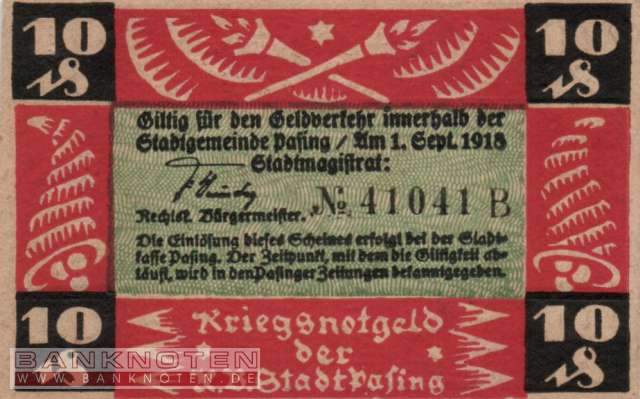 10
₰
10
₰
Giltig für den Geldverkehr innerhalb der
Stadtgemeinde Pasing / Am 1. Sept. 1918
Stadtmagistrat:
Rechtsk. Bürgermeister. No. 41041 B
Die Einlösung dieses Scheines erfolgt bei der Stadt-
kasse Pasing. Der Zeitpunkt, mit dem die Giltigkeit ab-
läuft, wird in den Pasinger Zeitungen bekanntgegeben.
10
₰
10
₰
Kriegsnotgeld
der
K.B. Stadt Pasing
BANKNOTEN
WWW.BANKNOTEN.DE